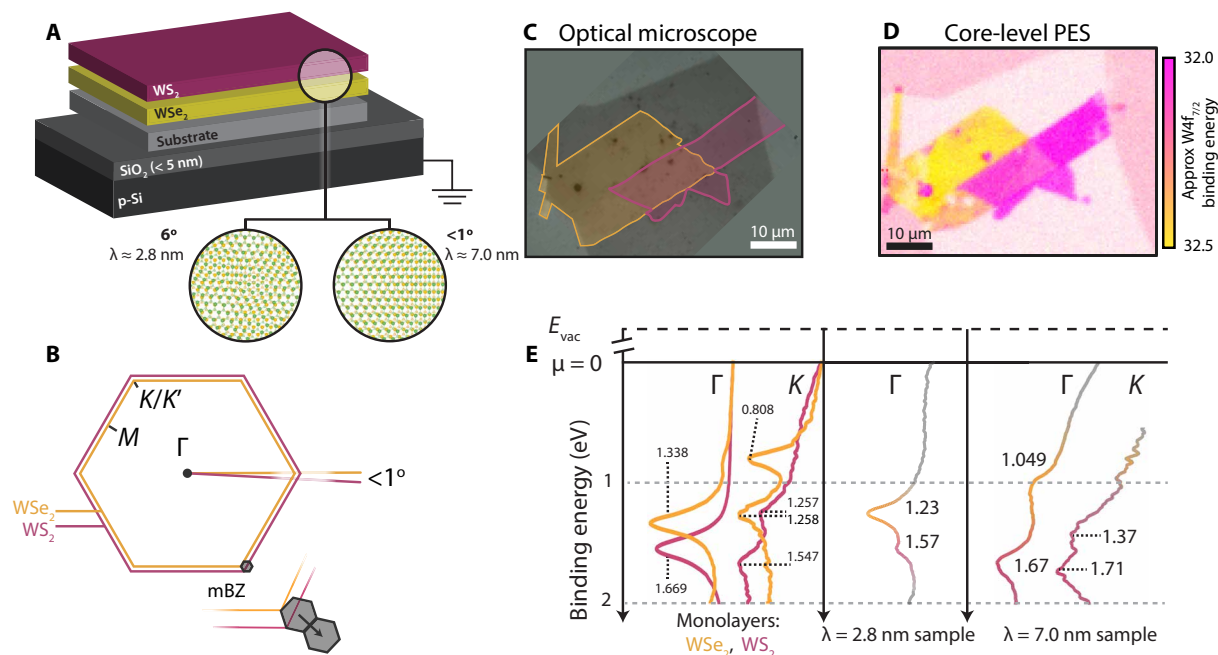 A
WS₂
WSe₂
Substrate
SiO₂ (< 5 nm)
p-Si
6º
λ ≈ 2.8 nm
<1º
λ ≈ 7.0 nm
B
K/K'
M
Γ
<1º
WSe₂
WS₂
mBZ
C
Optical microscope
10 µm
D
Core-level PES
10 µm
32.0
32.5
Approx W4f7/2
binding energy
E
Evac
µ = 0
1
2
Binding energy (eV)
Γ
K
0.808
1.338
1.257
1.258
1.547
1.669
Monolayers:
WSe₂, WS₂
Γ
1.23
1.57
λ = 2.8 nm sample
Γ
K
1.049
1.37
1.67
1.71
λ = 7.0 nm sample